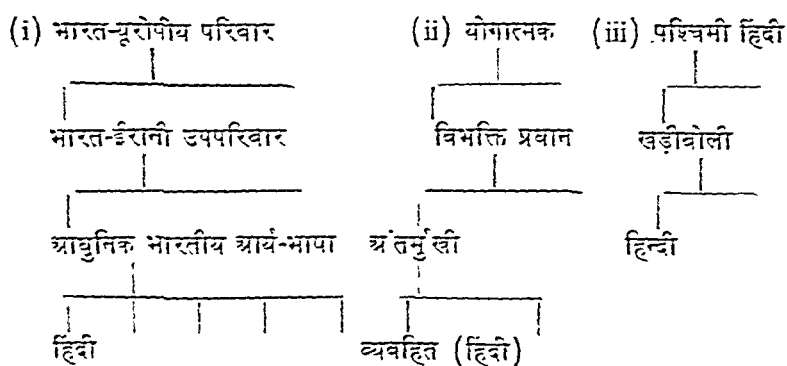 (i) भारत-यूरोपीय परिवार (ii) योगात्मक (iii) पश्चिमी हिंदी
भारत-ईरानी उपपरिवार विभक्ति प्रधान खड़ीबोली
आधुनिक भारतीय आर्य-भाषा अंतर्मुखी हिन्दी
हिंदी व्यवहित (हिंदी)